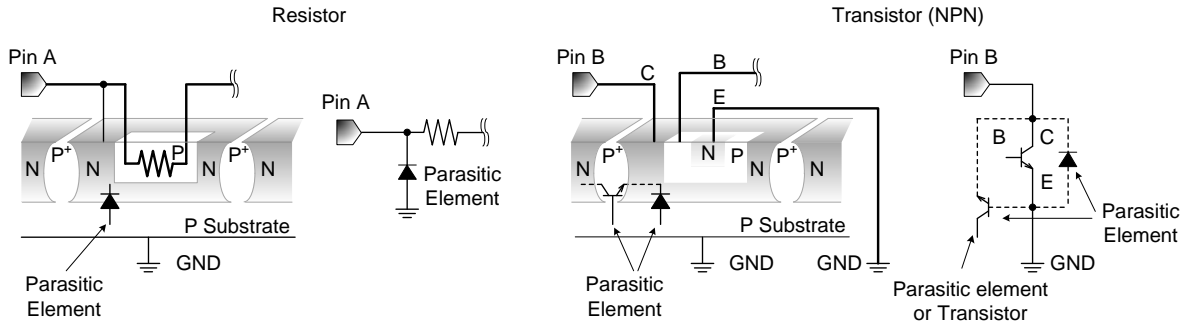 Resistor
Transistor (NPN)
Pin A
Pin A
Pin B
C
B
E
Pin B
N
P+
N
P
N
P+
N
Parasitic
Element
N
P+
N
N
P
P+
N
B
C
E
P Substrate
GND
Parasitic
Element
P Substrate
GND
GND
Parasitic
Element
GND
Parasitic
Element
Parasitic element
or Transistor